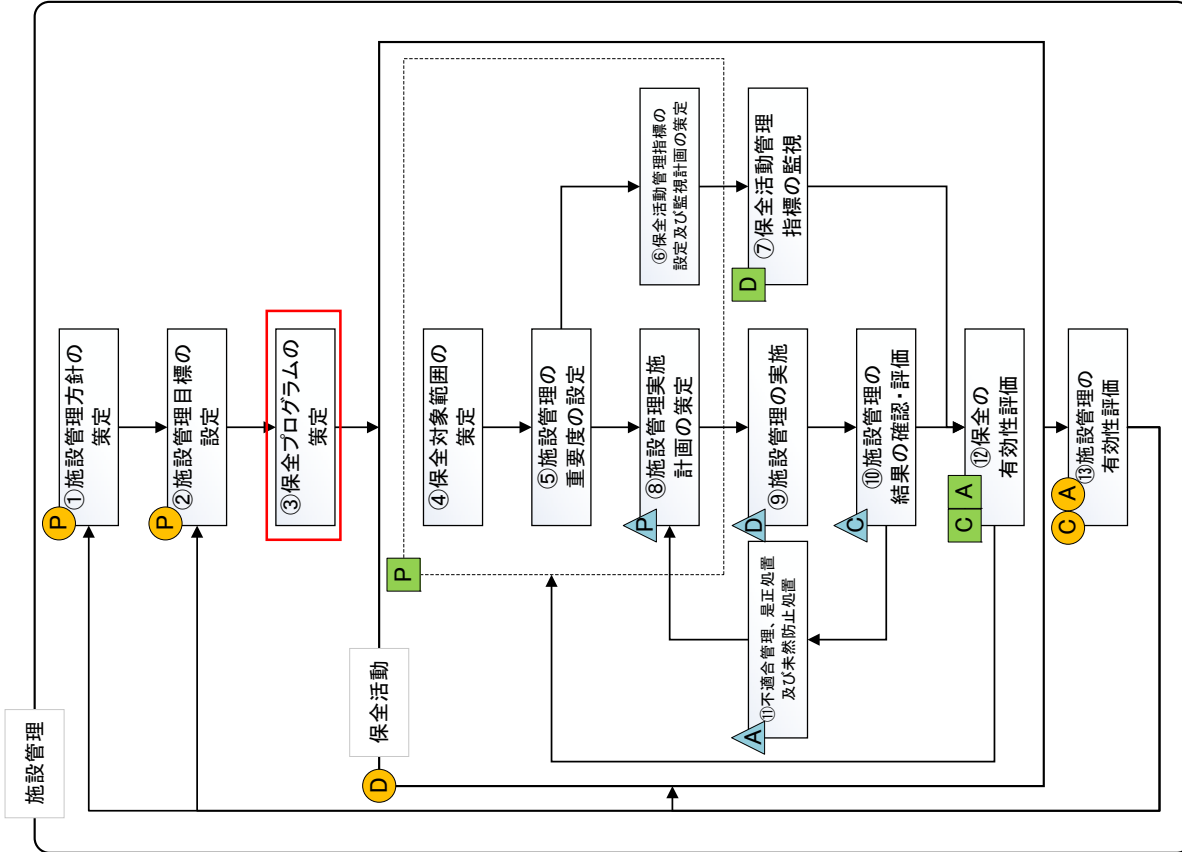 施設管理
P
①施設管理方針の
策定
P
②施設管理目標の
設定
③保全プログラムの
策定
D
保全活動
P
④保全対象範囲の
策定
⑤施設管理の
重要度の設定
⑥保全活動管理指標の
設定及び監視計画の策定
P
⑧施設管理実施
計画の策定
D
⑦保全活動管理
指標の監視
D
⑨施設管理の実施
C
⑩施設管理の
結果の確認・評価
A
⑪不適合管理、是正処置
及び未然防止処置
C A
⑫保全の
有効性評価
C A
⑬施設管理の
有効性評価